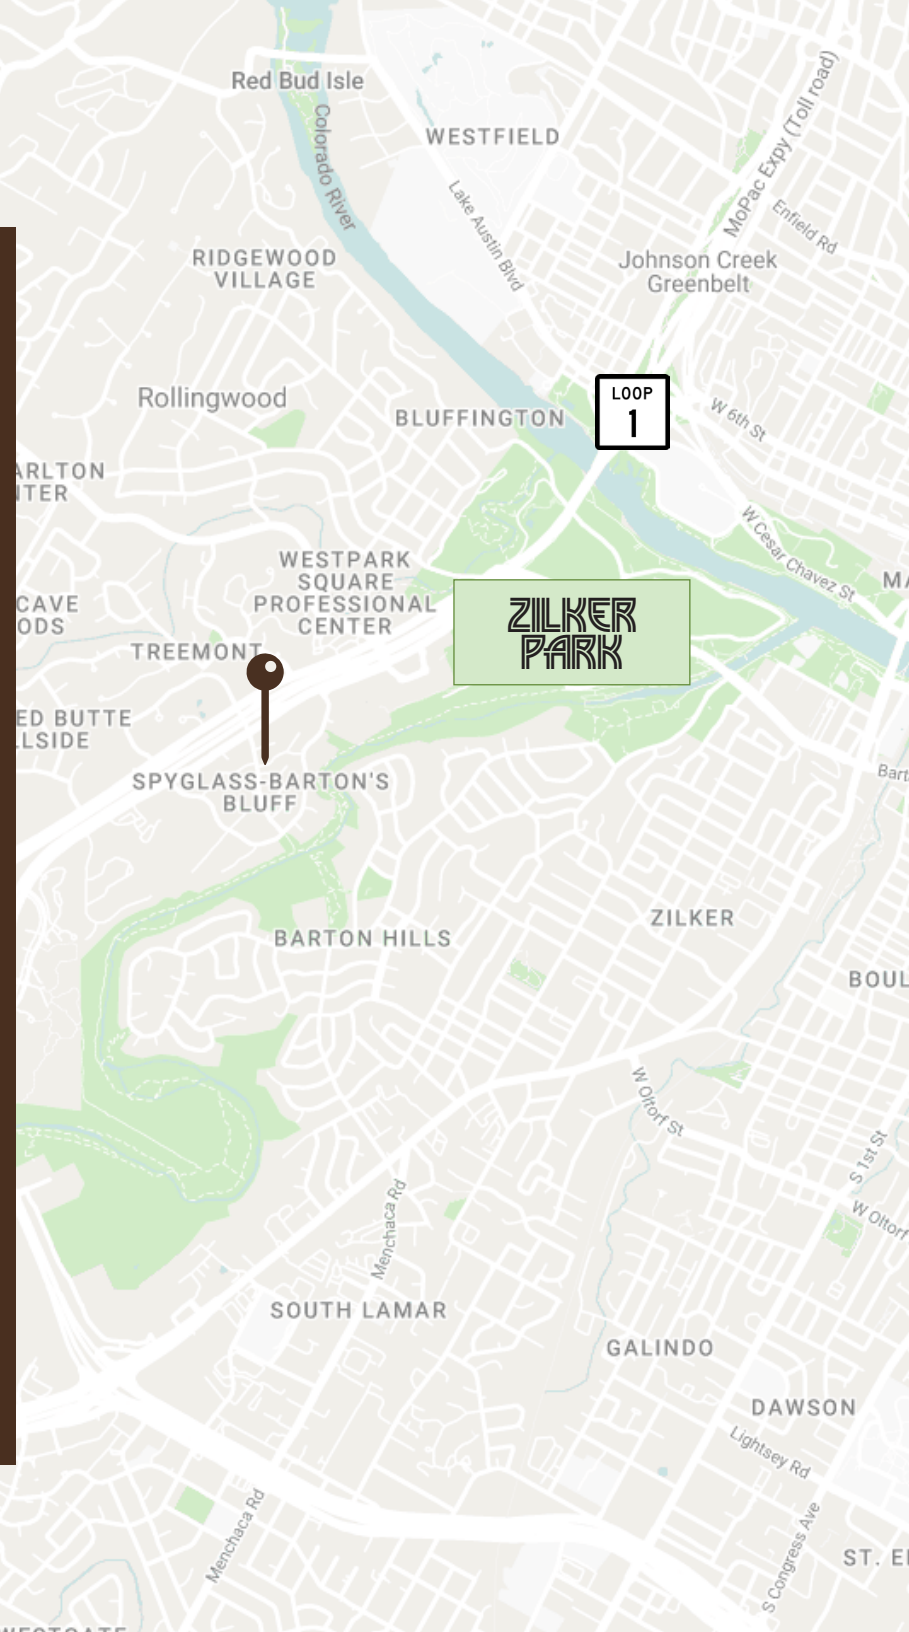 Red Bud Isle
Colorado River
WESTFIELD
MoPac Expy (Toll road)
Lake Austin Blvd
Enfield Rd
RIDGEWOOD
VILLAGE
Johnson Creek
Greenbelt
Rollingwood
LOOP
1
BLUFFINGTON
W 6th St
ARLTON
NTER
W Cesar Chavez St
WESTPARK
SQUARE
PROFESSIONAL
CENTER
MA
CAVE
ODS
ZILKER
PARK
TREEMONT
ED BUTTE
LLSIDE
SPYGLASS-BARTON'S
BLUFF
Bart
ZILKER
BARTON HILLS
BOUL
W Oltorf St
S 1st St
W Oltorf
Menchaca Rd
SOUTH LAMAR
GALINDO
DAWSON
Lightsey Rd
Menchaca Rd
S Congress Ave
ST. E
WESTGATE